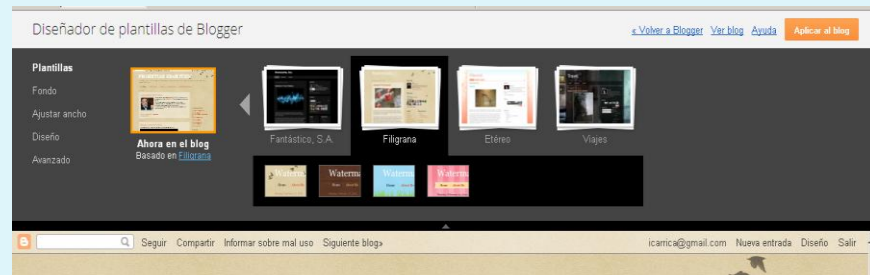 Diseñador de plantillas de Blogger
« Volver a Blogger Ver blog Ayuda Aplicar al blog
Plantillas
Fondo
Ajustar ancho
Diseño
Avanzado
Ahora en el blog
Basado en Filigrana
Fantástico, S.A. Filigrana Etéreo Viajes
Seguir Compartir Informar sobre mal uso Siguiente blog»
icarrica@gmail.com Nueva entrada Diseño Salir